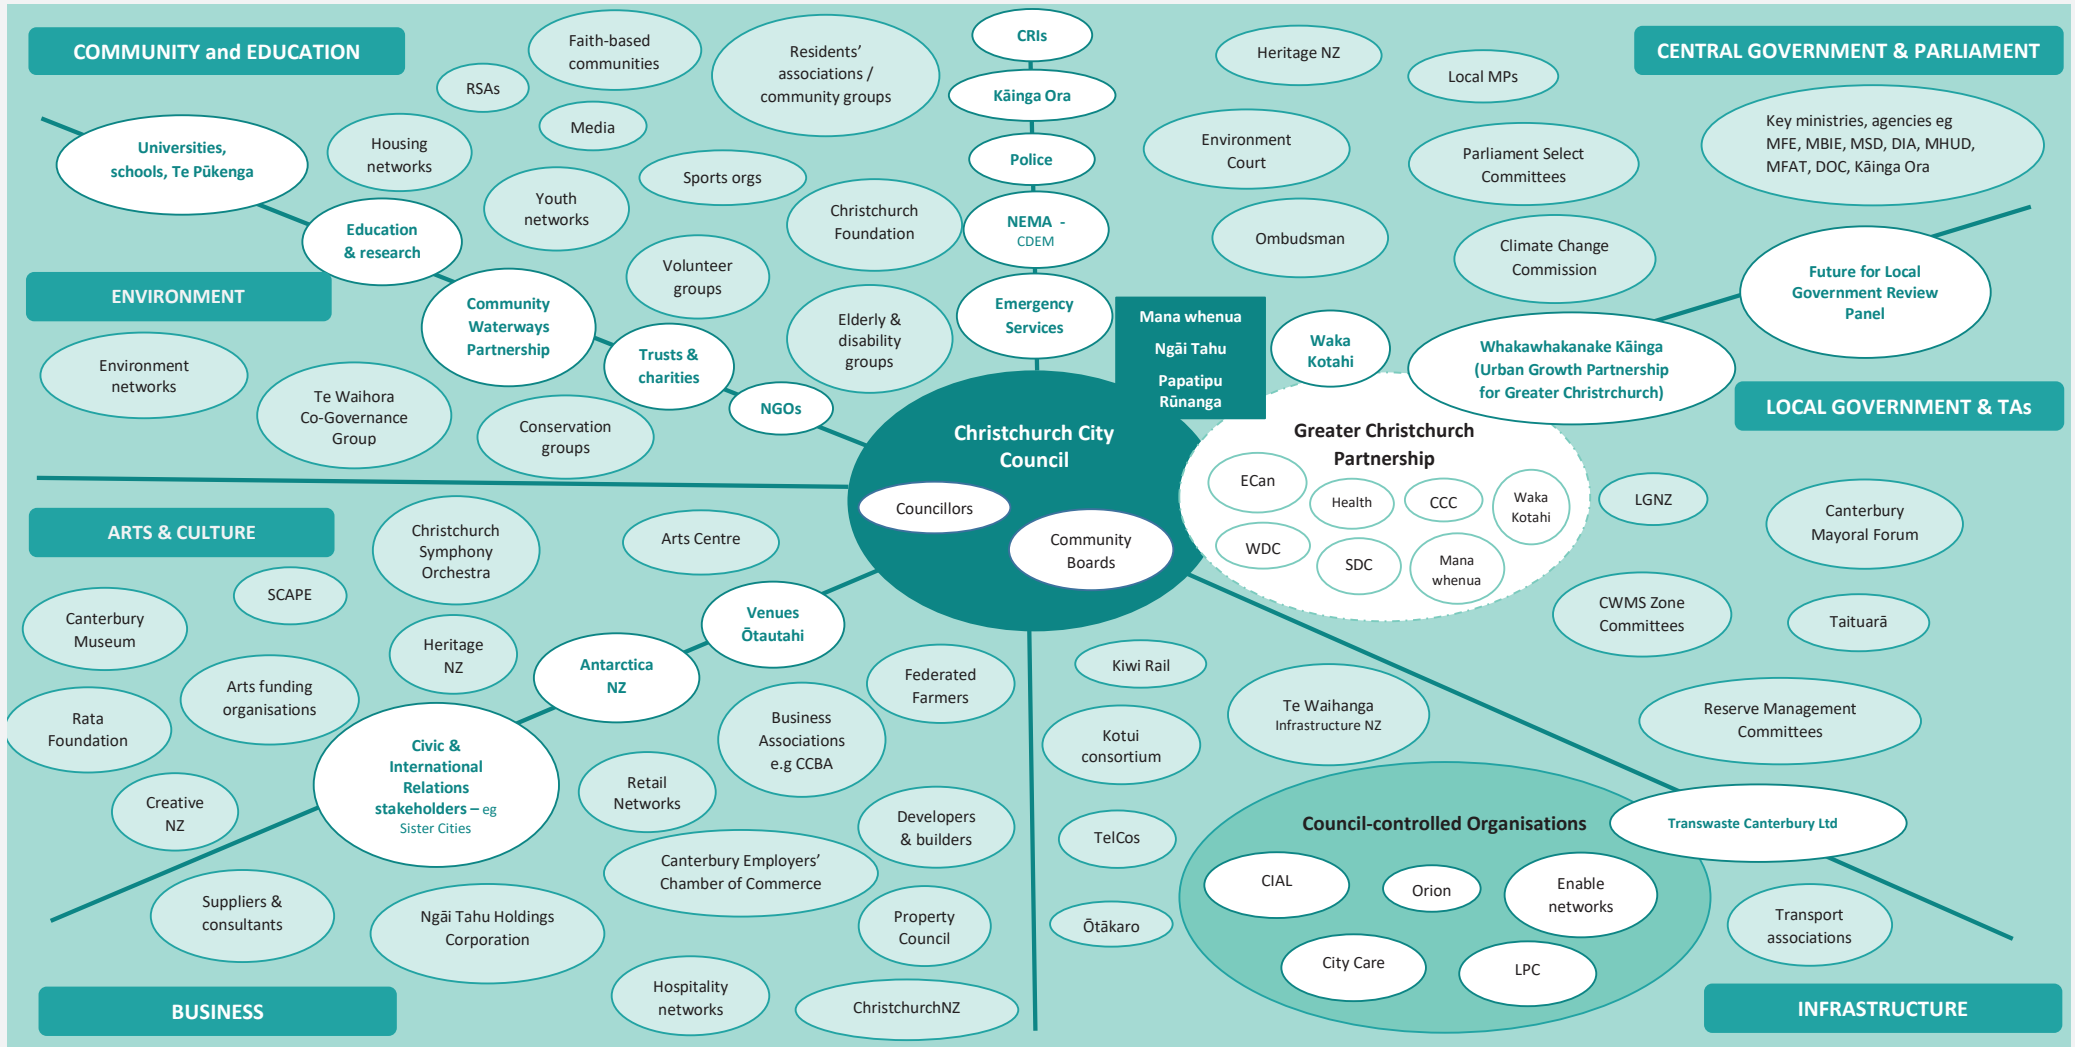 COMMUNITY and EDUCATION
Faith-based
communities
RSAs
Media
Residents'
associations /
community groups
Universities,
schools, Te Pūkenga
Housing
networks
Youth
networks
Sports orgs
Christchurch
Foundation
Education
& research
Volunteer
groups
Elderly &
disability
groups
CRIs
Kāinga Ora
Police
NEMA -
CDEM
Emergency
Services
Heritage NZ
Local MPs
CENTRAL GOVERNMENT & PARLIAMENT
Key ministries, agencies eg
MFE, MBIE, MSD, DIA, MHUD,
MFAT, DOC, Kāinga Ora
Environment
Court
Parliament Select
Committees
Ombudsman
Climate Change
Commission
Future for Local
Government Review
Panel
ENVIRONMENT
Community
Waterways
Partnership
Trusts &
charities
NGOs
Environment
networks
Te Waihora
Co-Governance
Group
Conservation
groups
Mana whenua
Ngāi Tahu
Papatipu
Rūnanga
Waka
Kotahi
Whakawhakanake Kāinga
(Urban Growth Partnership
for Greater Christrchurch)
LOCAL GOVERNMENT & TAs
Christchurch City
Council
Councillors
Community
Boards
Greater Christchurch
Partnership
ECan
Health
CCC
Waka
Kotahi
WDC
SDC
Mana
whenua
LGNZ
Canterbury
Mayoral Forum
CWMS Zone
Committees
Taituarā
Reserve Management
Committees
ARTS & CULTURE
Christchurch
Symphony
Orchestra
Arts Centre
SCAPE
Canterbury
Museum
Heritage
NZ
Arts funding
organisations
Rata
Foundation
Creative
NZ
Venues
Ōtautahi
Antarctica
NZ
Civic &
International
Relations
stakeholders – eg
Sister Cities
Federated
Farmers
Business
Associations
e.g CCBA
Retail
Networks
Developers
& builders
Canterbury Employers'
Chamber of Commerce
Suppliers &
consultants
Ngāi Tahu Holdings
Corporation
Property
Council
Hospitality
networks
ChristchurchNZ
BUSINESS
Kiwi Rail
Te Waihanga
Infrastructure NZ
Kotui
consortium
TelCos
Ōtākaro
Council-controlled Organisations
Transwaste Canterbury Ltd
CIAL
Orion
Enable
networks
City Care
LPC
Transport
associations
INFRASTRUCTURE